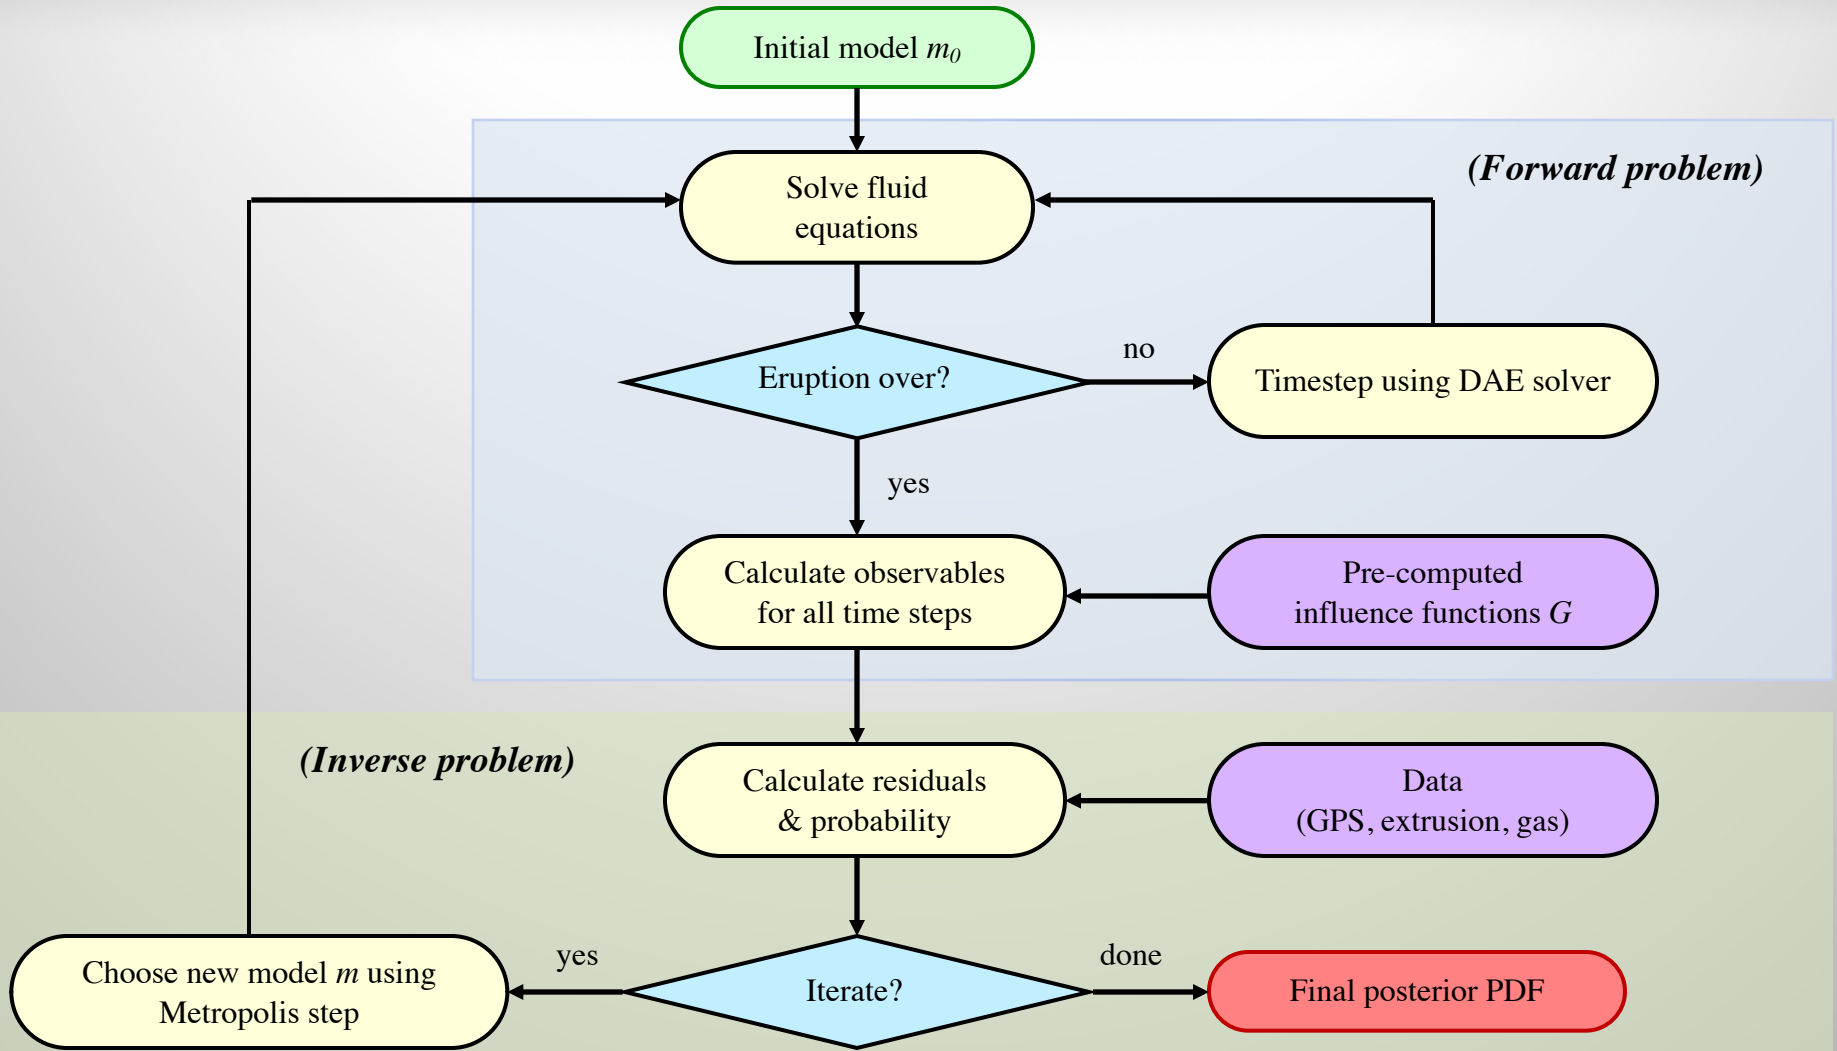 Initial model m₀
(Forward problem)
Solve fluid
equations
Eruption over?
no
Timestep using DAE solver
yes
Calculate observables
for all time steps
Pre-computed
influence functions G
(Inverse problem)
Calculate residuals
& probability
Data
(GPS, extrusion, gas)
Iterate?
yes
Choose new model m using
Metropolis step
done
Final posterior PDF